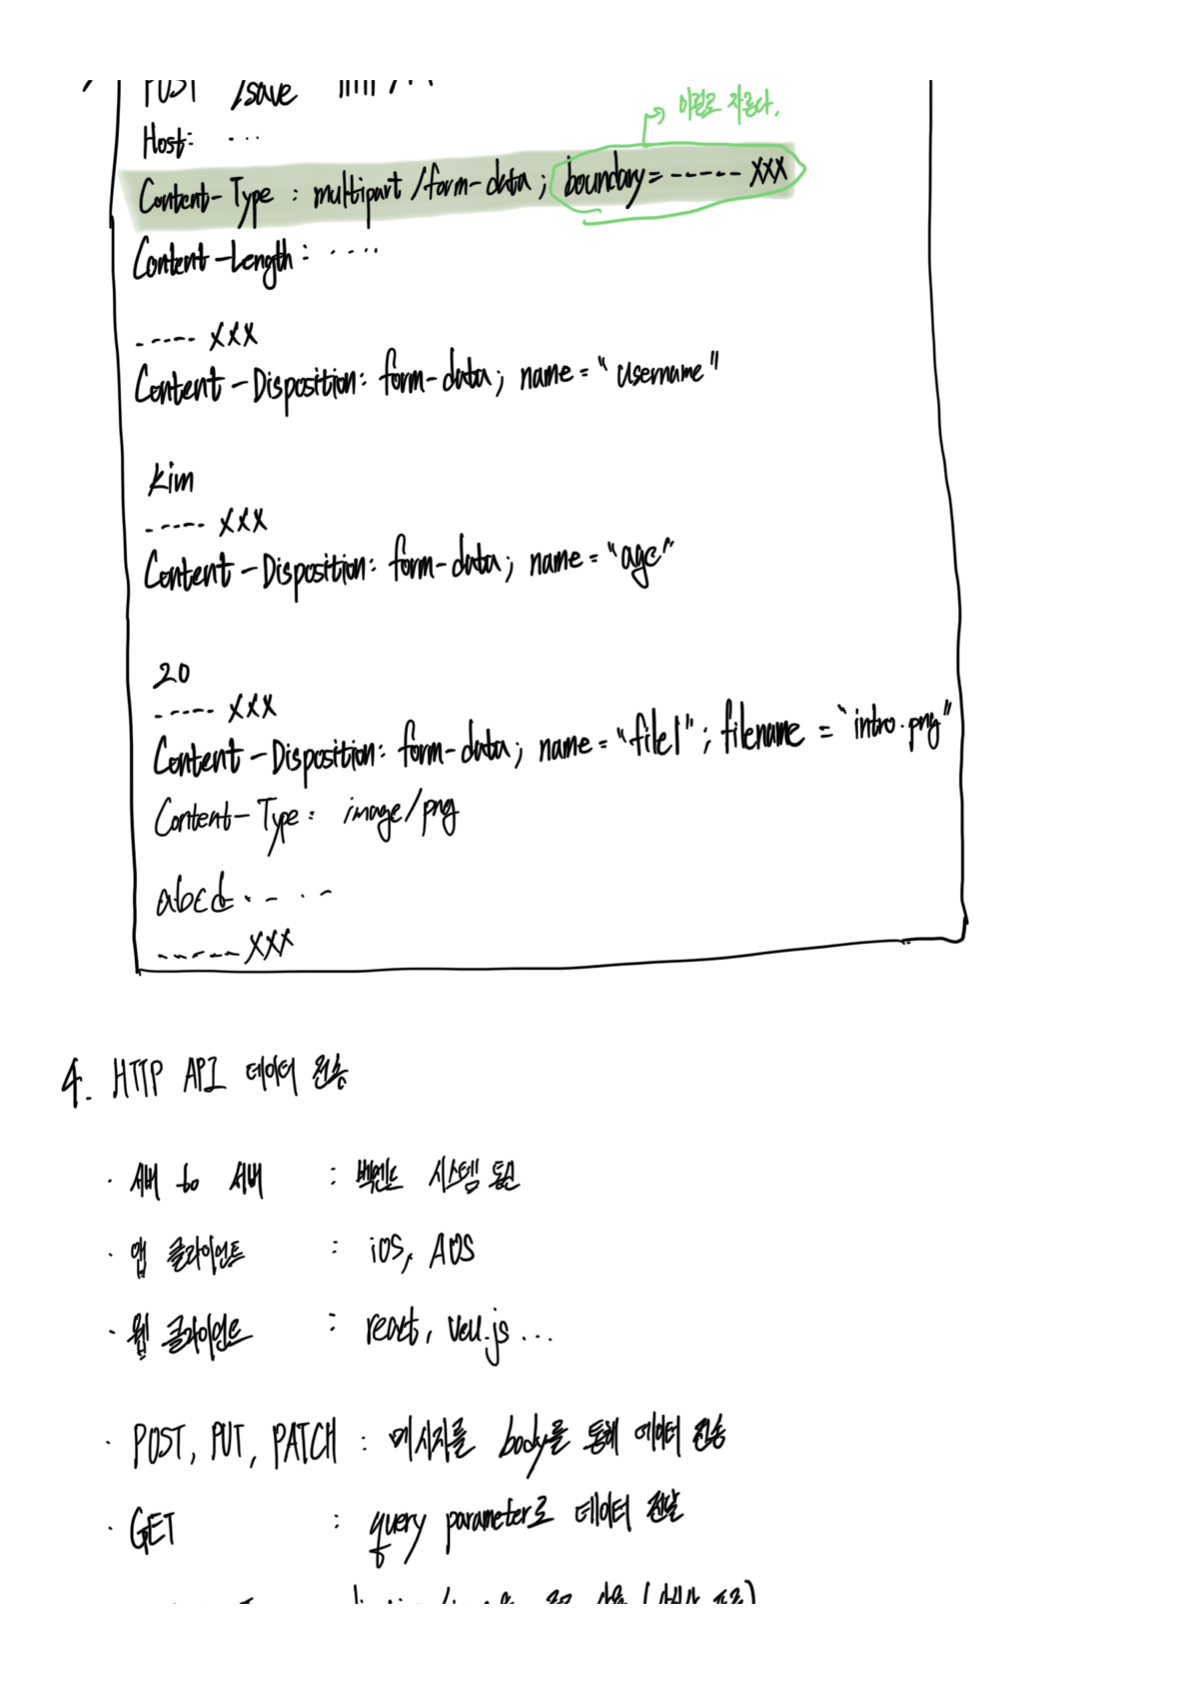 POST /save
이걸로 자른다.
Host: ...
Content-Type : multipart/form-data; boundary=----- XXX
Content-Length : ....
----- XXX
Content-Disposition: form-data; name="username"
kim
----- XXX
Content-Disposition: form-data; name="age"
20
----- XXX
Content-Disposition: form-data; name="file1"; filename="intro.png"
Content-Type: image/png
abcd....
-----XXX
4. HTTP API 데이터 전송
· 서버 to 서버 : 백엔드 시스템 통신
· 앱 클라이언트 : iOS, AOS
· 웹 클라이언트 : react, veu.js ...
· POST, PUT, PATCH : 메시지를 body를 통해 데이터 전송
· GET : query parameter로 데이터 전달